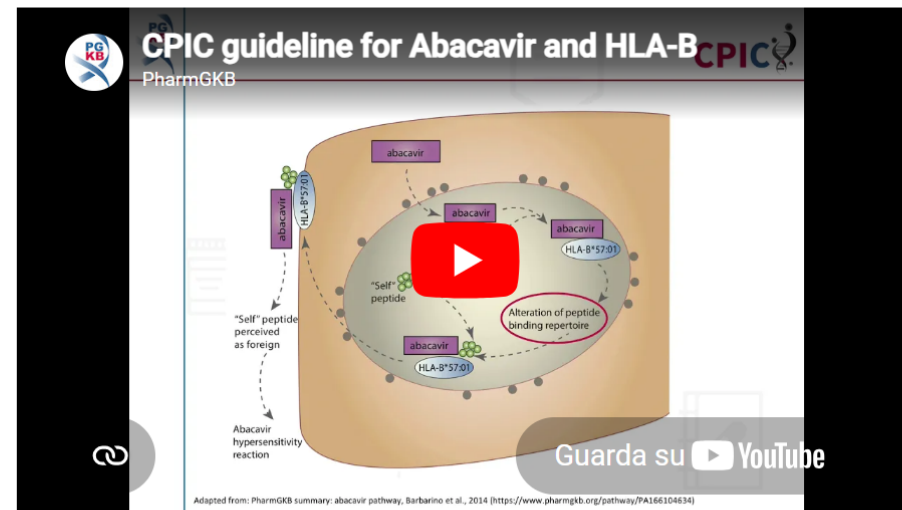 PG
KB
CPIC guideline for Abacavir and HLA-B
CPIC
PharmGKB
abacavir
abacavir
HLA-B*57:01
abacavir
abacavir
HLA-B*57:01
"Self"
peptide
Alteration of peptide
binding repertoire
abacavir
HLA-B*57:01
"Self" peptide
perceived
as foreign
Abacavir
hypersensitivity
reaction
Guarda su YouTube
Adapted from: PharmGKB summary: abacavir pathway, Barbarino et al., 2014 (https://www.pharmgkb.org/pathway/PA166104634)